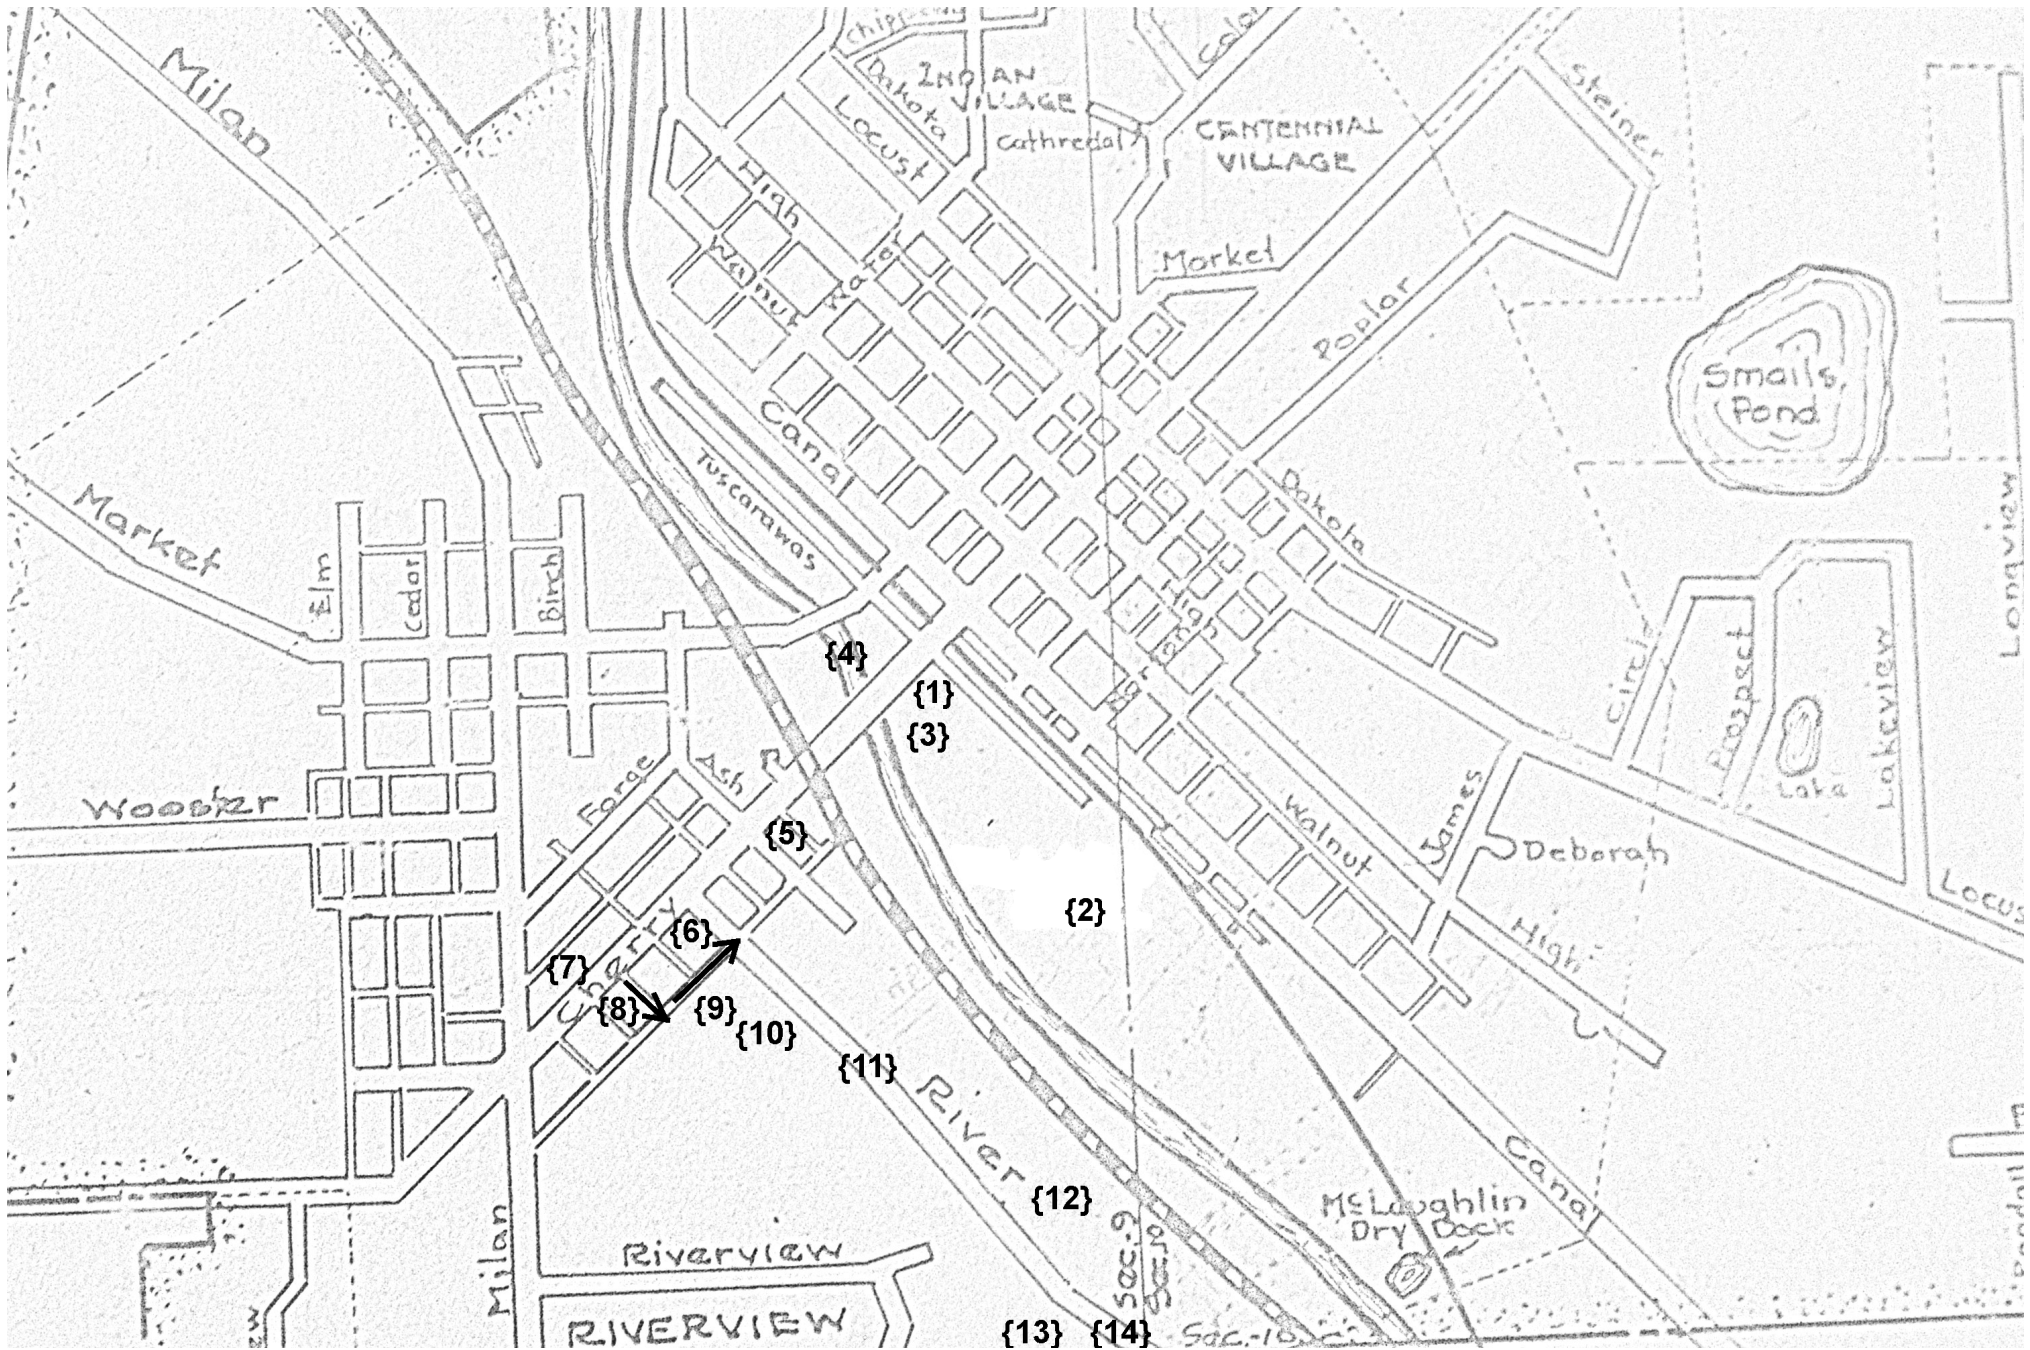 Chippewa
Milan
Dakota
INDIAN
VILLAGE
Locust
Cathredal
CENTENNIAL
VILLAGE
Steiner
High
Market
Walnut
Poplar
Smails
Pond
Canal
Tuscarawas
Market
Dakota
Longview
Elm
Cedar
Birch
High
{4}
{1}
{3}
Circle
Prospect
Lakeview
Lake
Forge
Ash
Wooster
{5}
Walnut
James
Deborah
Locus
{2}
Cherry
{6}
{7}
{8}
{9}
{10}
High
{11}
River
Canal
{12}
McLaughlin
Dry Dock
Sec. 9
Sec. 10
Milan
Riverview
RIVERVIEW
{13}
{14}